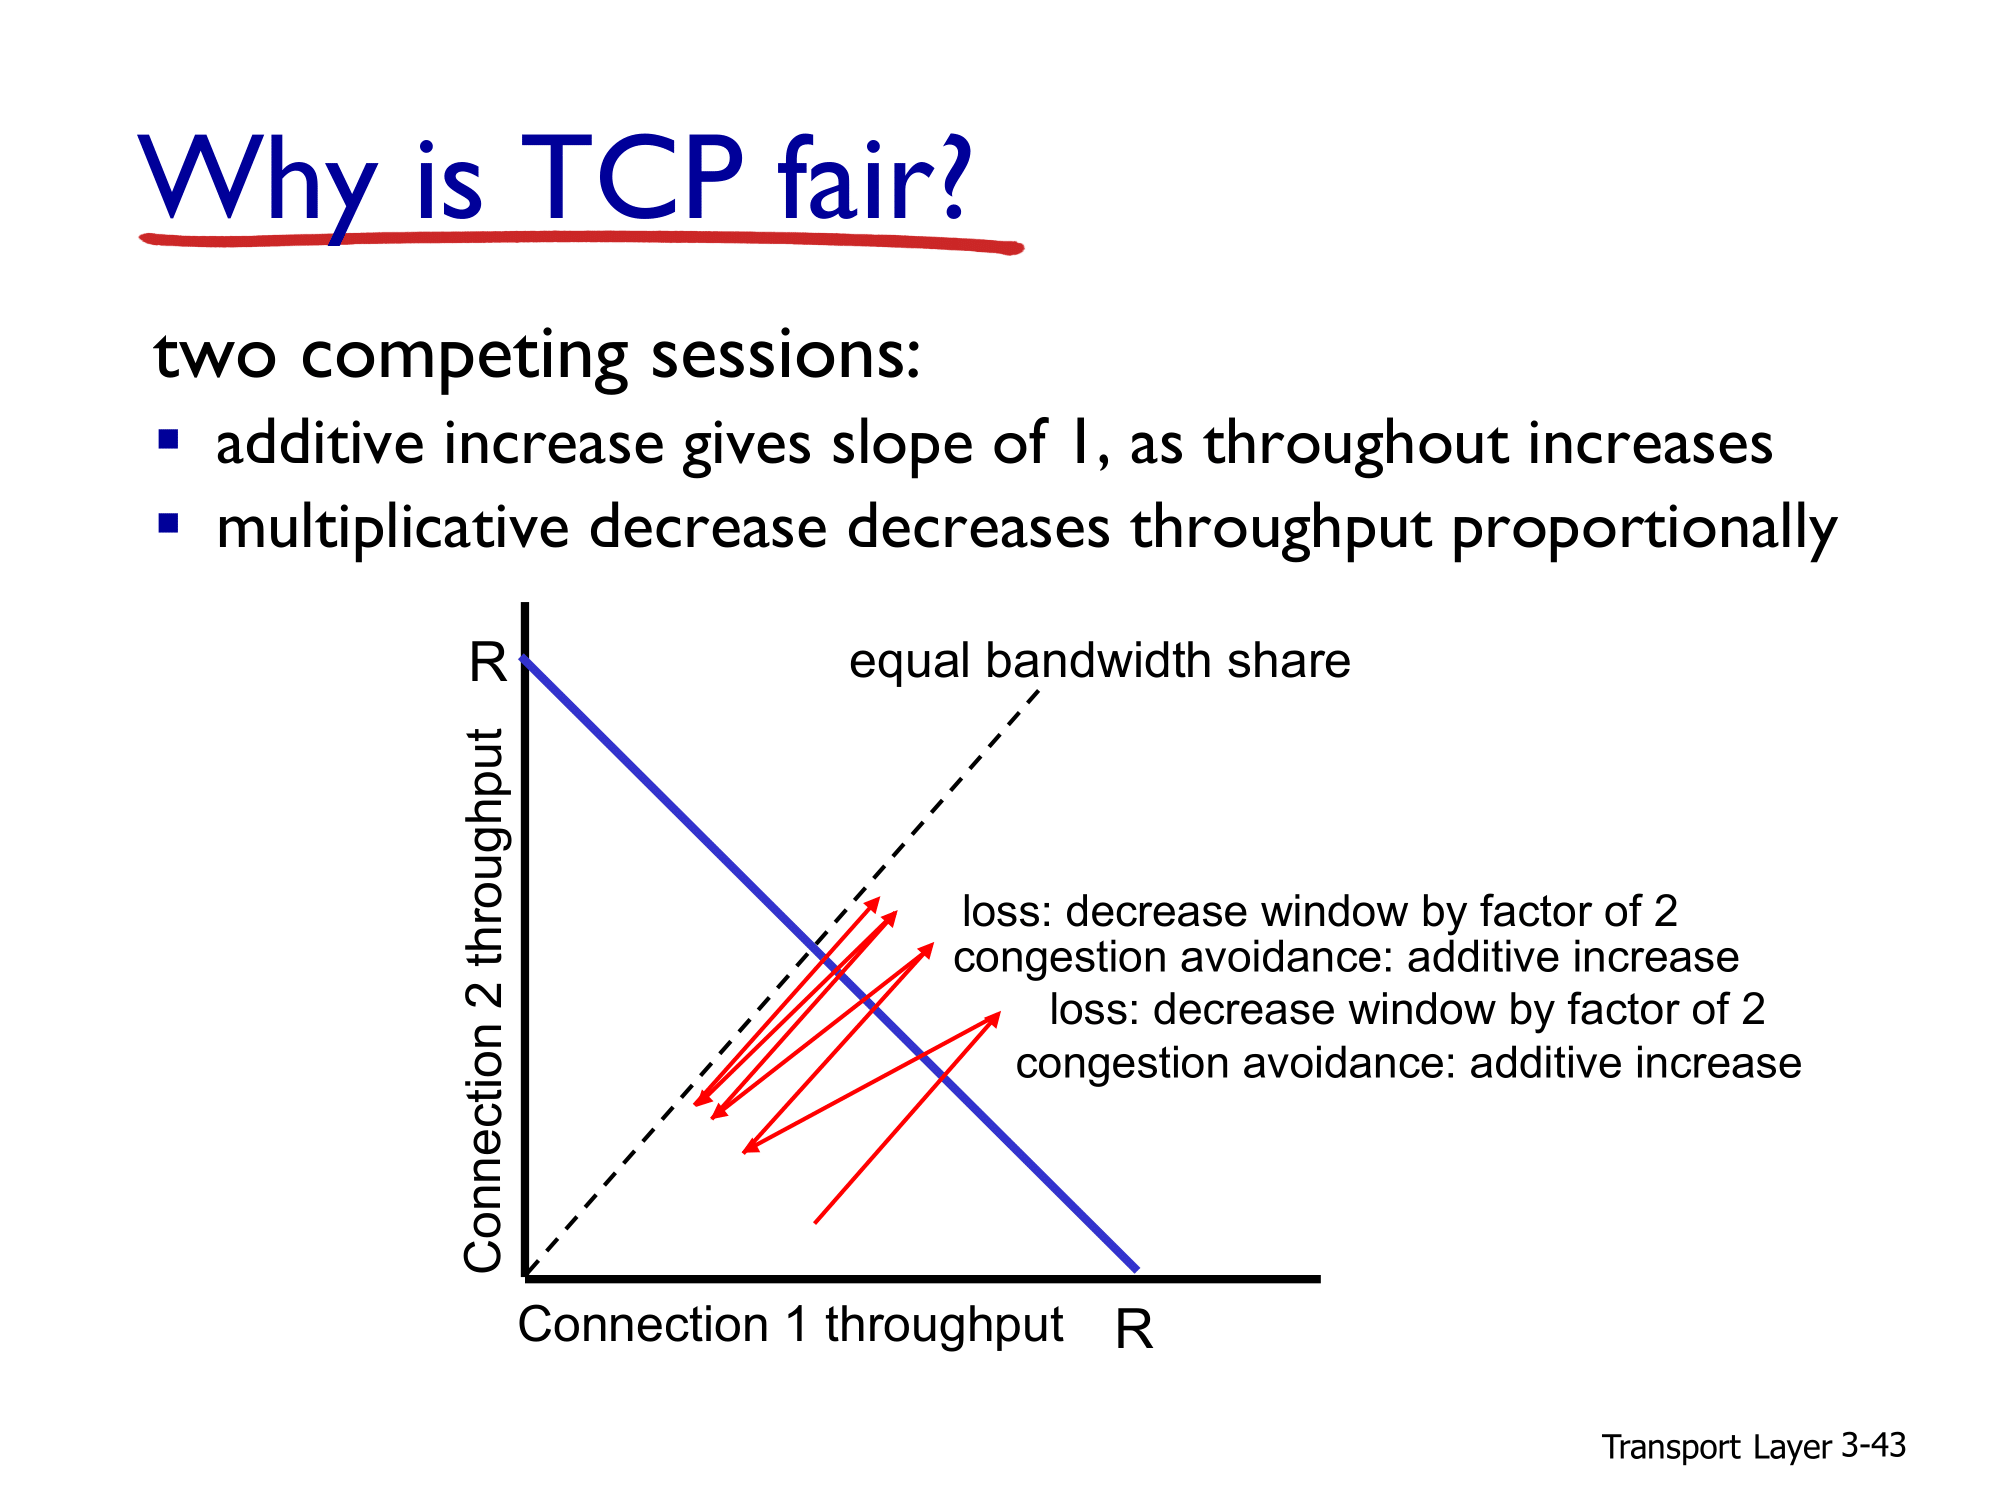 Why is TCP fair?
two competing sessions:
▪ additive increase gives slope of 1, as throughout increases
▪ multiplicative decrease decreases throughput proportionally
R
equal bandwidth share
Connection 2 throughput
loss: decrease window by factor of 2
congestion avoidance: additive increase
loss: decrease window by factor of 2
congestion avoidance: additive increase
Connection 1 throughput
R
Transport Layer 3-43